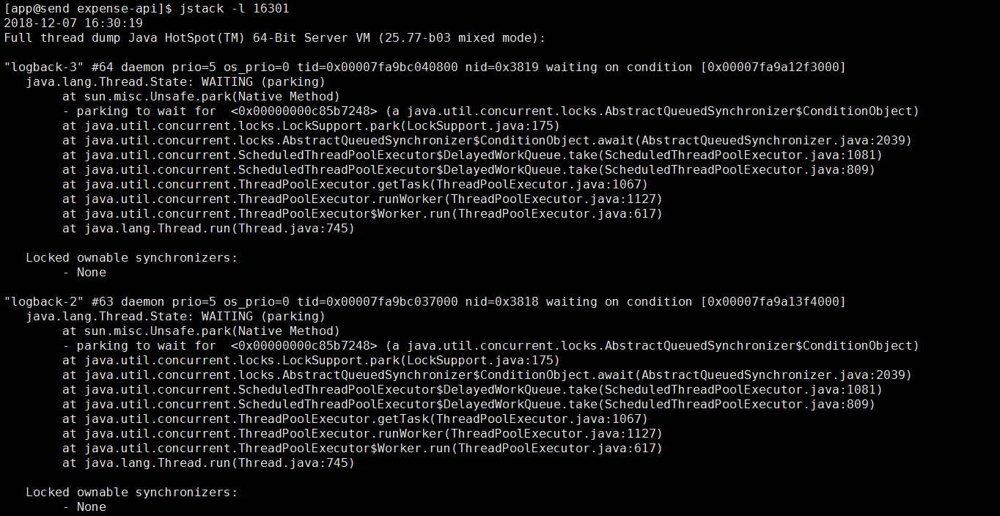 [app@send expense-api]$ jstack -l 16301
2018-12-07 16:30:19
Full thread dump Java HotSpot(TM) 64-Bit Server VM (25.77-b03 mixed mode):

"logback-3" #64 daemon prio=5 os_prio=0 tid=0x00007fa9bc040800 nid=0x3819 waiting on condition [0x00007fa9a12f3000]
   java.lang.Thread.State: WAITING (parking)
        at sun.misc.Unsafe.park(Native Method)
        - parking to wait for  <0x00000000c85b7248> (a java.util.concurrent.locks.AbstractQueuedSynchronizer$ConditionObject)
        at java.util.concurrent.locks.LockSupport.park(LockSupport.java:175)
        at java.util.concurrent.locks.AbstractQueuedSynchronizer$ConditionObject.await(AbstractQueuedSynchronizer.java:2039)
        at java.util.concurrent.ScheduledThreadPoolExecutor$DelayedWorkQueue.take(ScheduledThreadPoolExecutor.java:1081)
        at java.util.concurrent.ScheduledThreadPoolExecutor$DelayedWorkQueue.take(ScheduledThreadPoolExecutor.java:809)
        at java.util.concurrent.ThreadPoolExecutor.getTask(ThreadPoolExecutor.java:1067)
        at java.util.concurrent.ThreadPoolExecutor.runWorker(ThreadPoolExecutor.java:1127)
        at java.util.concurrent.ThreadPoolExecutor$Worker.run(ThreadPoolExecutor.java:617)
        at java.lang.Thread.run(Thread.java:745)

   Locked ownable synchronizers:
        - None

"logback-2" #63 daemon prio=5 os_prio=0 tid=0x00007fa9bc037000 nid=0x3818 waiting on condition [0x00007fa9a13f4000]
   java.lang.Thread.State: WAITING (parking)
        at sun.misc.Unsafe.park(Native Method)
        - parking to wait for  <0x00000000c85b7248> (a java.util.concurrent.locks.AbstractQueuedSynchronizer$ConditionObject)
        at java.util.concurrent.locks.LockSupport.park(LockSupport.java:175)
        at java.util.concurrent.locks.AbstractQueuedSynchronizer$ConditionObject.await(AbstractQueuedSynchronizer.java:2039)
        at java.util.concurrent.ScheduledThreadPoolExecutor$DelayedWorkQueue.take(ScheduledThreadPoolExecutor.java:1081)
        at java.util.concurrent.ScheduledThreadPoolExecutor$DelayedWorkQueue.take(ScheduledThreadPoolExecutor.java:809)
        at java.util.concurrent.ThreadPoolExecutor.getTask(ThreadPoolExecutor.java:1067)
        at java.util.concurrent.ThreadPoolExecutor.runWorker(ThreadPoolExecutor.java:1127)
        at java.util.concurrent.ThreadPoolExecutor$Worker.run(ThreadPoolExecutor.java:617)
        at java.lang.Thread.run(Thread.java:745)

   Locked ownable synchronizers:
        - None